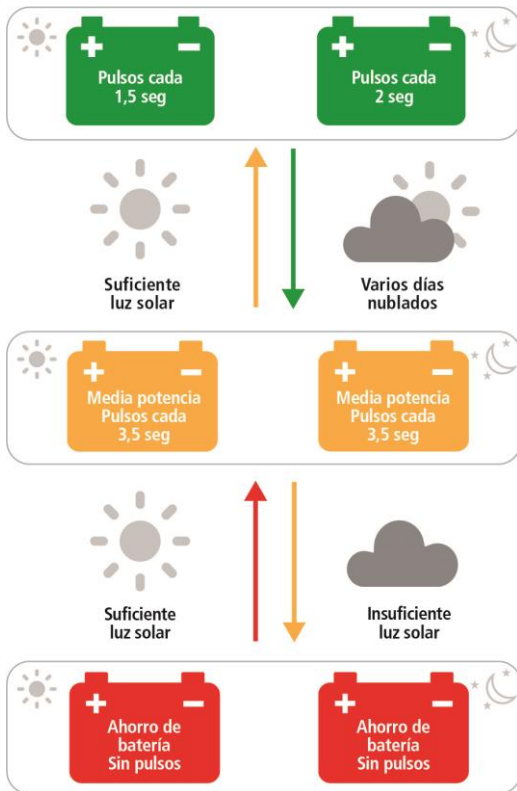 Pulsos cada
1,5 seg
Pulsos cada
2 seg
Suficiente
luz solar
Varios días
nublados
Media potencia
Pulsos cada
3,5 seg
Media potencia
Pulsos cada
3,5 seg
Suficiente
luz solar
Insuficiente
luz solar
Ahorro de
batería
Sin pulsos
Ahorro de
batería
Sin pulsos